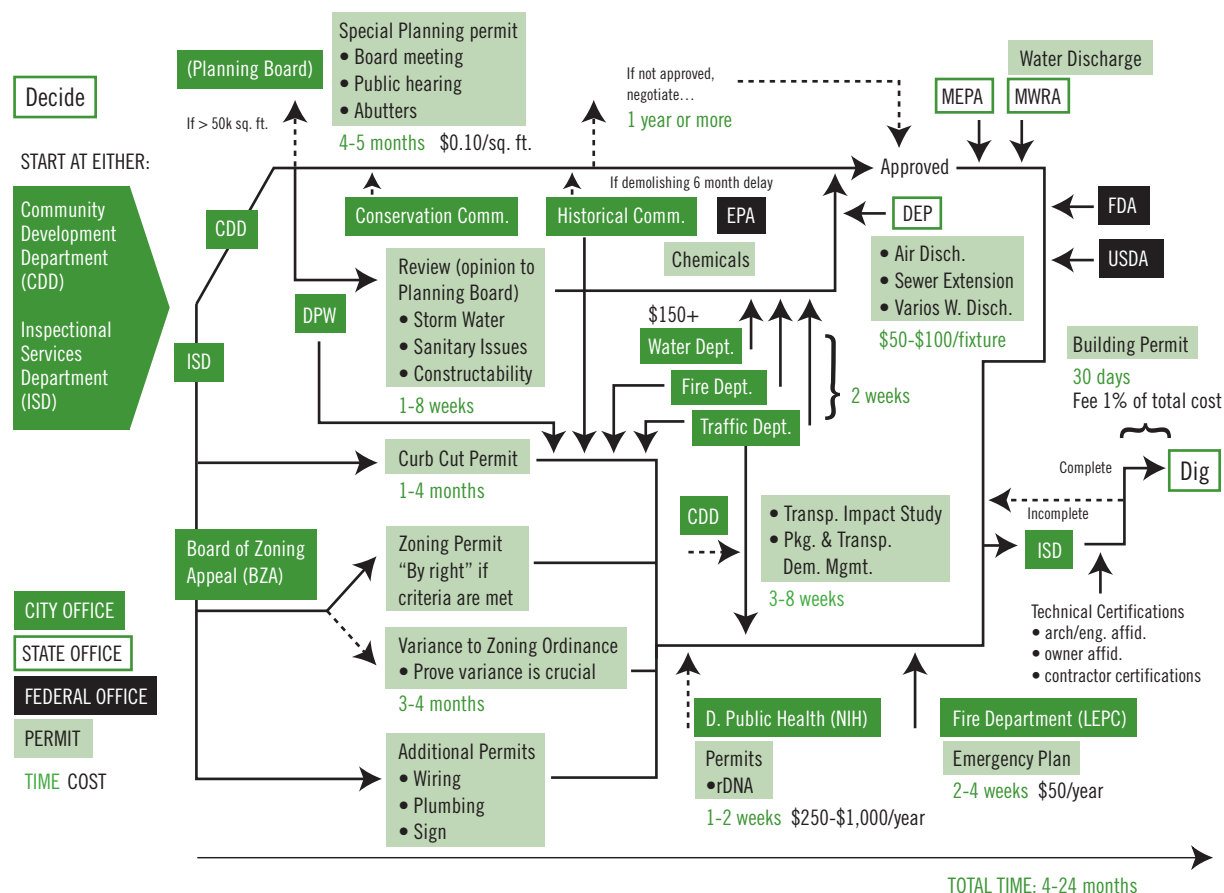 Decide
START AT EITHER:
Community
Development
Department
(CDD)
Inspectional
Services
Department
(ISD)
CDD
ISD
(Planning Board)
If > 50k sq. ft.
Special Planning permit
• Board meeting
• Public hearing
• Abutters
4-5 months $0.10/sq. ft.
If not approved,
negotiate…
1 year or more
Approved
MEPA
MWRA
Water Discharge
Conservation Comm.
Historical Comm.
If demolishing 6 month delay
EPA
Chemicals
DEP
• Air Disch.
• Sewer Extension
• Varios W. Disch.
$50-$100/fixture
FDA
USDA
DPW
Review (opinion to
Planning Board)
• Storm Water
• Sanitary Issues
• Constructability
1-8 weeks
$150+
Water Dept.
Fire Dept.
Traffic Dept.
2 weeks
Building Permit
30 days
Fee 1% of total cost
Curb Cut Permit
1-4 months
CDD
• Transp. Impact Study
• Pkg. & Transp.
Dem. Mgmt.
3-8 weeks
Complete
Dig
Incomplete
ISD
Technical Certifications
• arch/eng. affid.
• owner affid.
• contractor certifications
Board of Zoning
Appeal (BZA)
Zoning Permit
“By right” if
criteria are met
Variance to Zoning Ordinance
• Prove variance is crucial
3-4 months
Additional Permits
• Wiring
• Plumbing
• Sign
D. Public Health (NIH)
Permits
•rDNA
1-2 weeks $250-$1,000/year
Fire Department (LEPC)
Emergency Plan
2-4 weeks $50/year
CITY OFFICE
STATE OFFICE
FEDERAL OFFICE
PERMIT
TIME COST
TOTAL TIME: 4-24 months